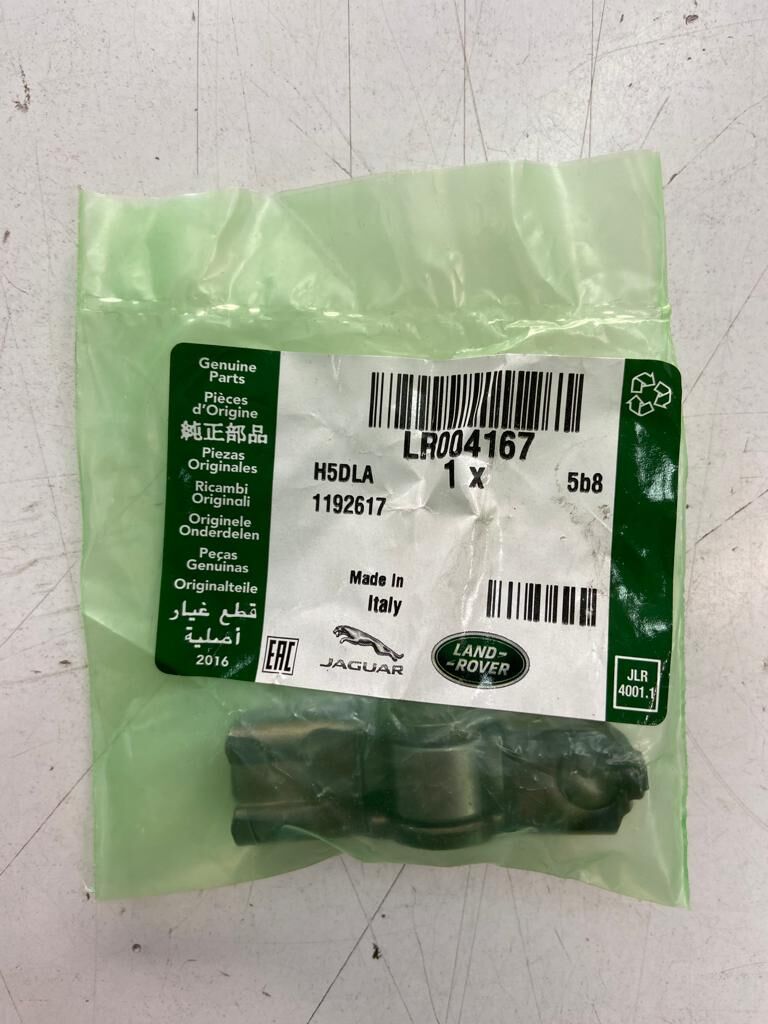 Genuine
Parts
Pièces
d'Origine
純正部品
Piezas
Originales
Ricambi
Originali
Originele
Onderdelen
Peças
Genuinas
Originalteile
قطع غيار
أصلية
2016
LR004167
H5DLA 1 x 5b8
1192617
Made In
Italy
EAC
JAGUAR
LAND-
-ROVER
JLR
4001.1